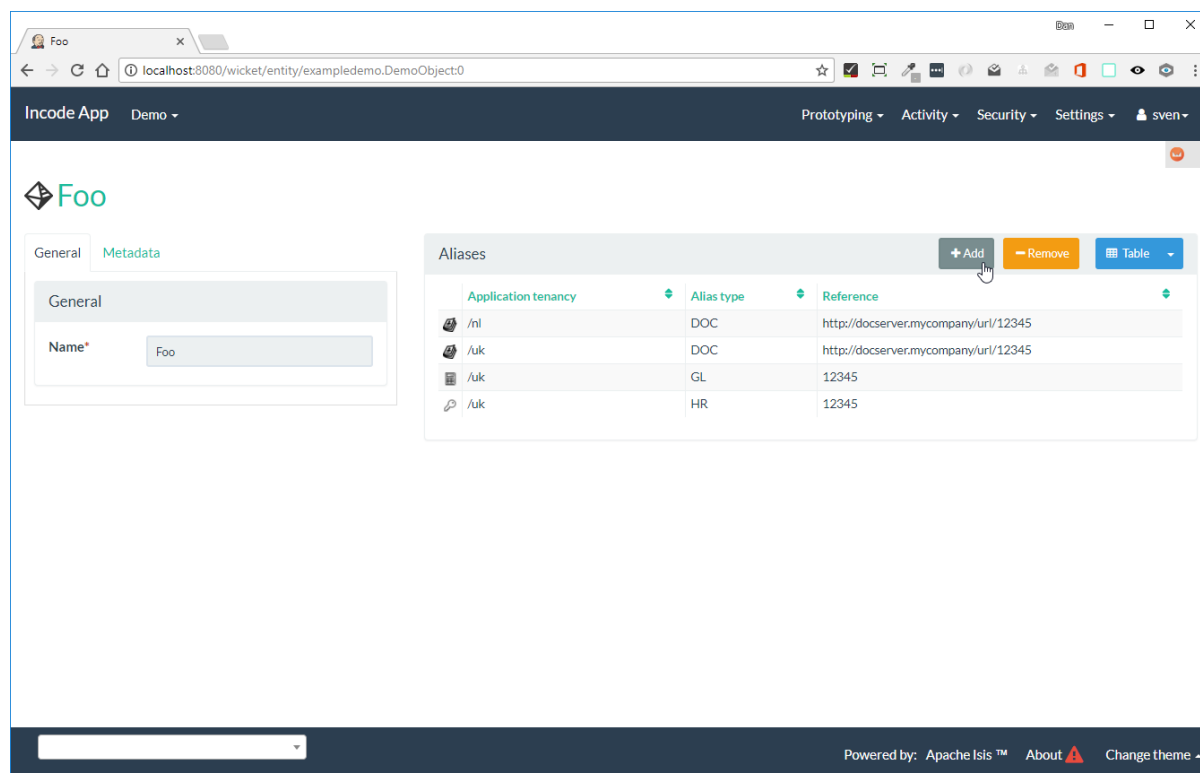 Dan
Foo
localhost:8080/wicket/entity/exampledemo.DemoObject:0
Incode App Demo Prototyping Activity Security Settings sven
Foo
General Metadata
General
Name* Foo
Aliases + Add − Remove Table
Application tenancy Alias type Reference
/nl DOC http://docserver.mycompany/url/12345
/uk DOC http://docserver.mycompany/url/12345
/uk GL 12345
/uk HR 12345
Powered by: Apache Isis ™ About Change theme